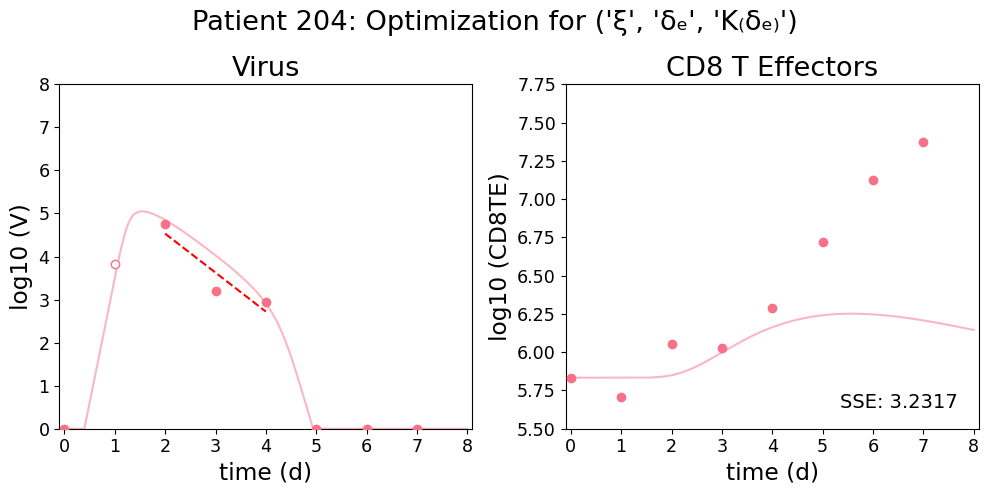 Patient 204: Optimization for ('ξ', 'δₑ', 'K₍δₑ₎')
Virus
CD8 T Effectors
log10 (V)
8
7
6
5
4
3
2
1
0
0 1 2 3 4 5 6 7 8
time (d)
log10 (CD8TE)
7.75
7.50
7.25
7.00
6.75
6.50
6.25
6.00
5.75
5.50
SSE: 3.2317
0 1 2 3 4 5 6 7 8
time (d)